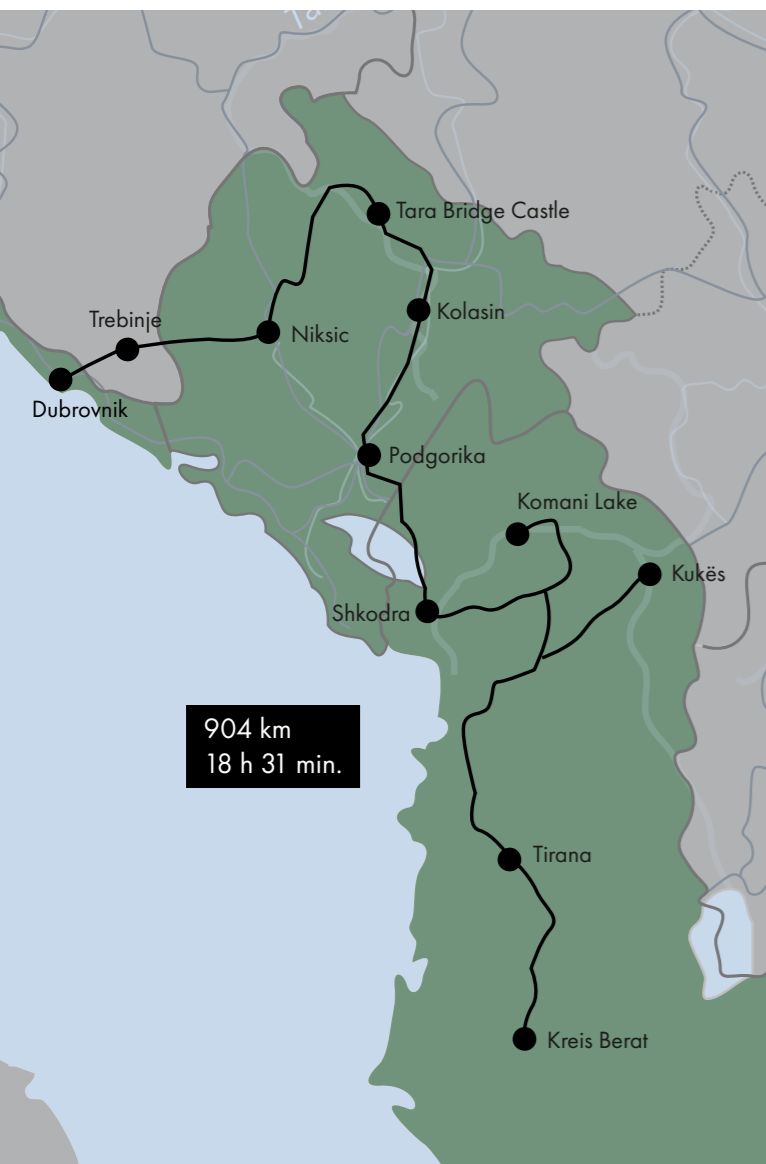 Ta
Tara Bridge Castle
Trebinje
Kolasin
Niksic
Dubrovnik
Podgorika
Komani Lake
Kukës
Shkodra
904 km
18 h 31 min.
Tirana
Kreis Berat